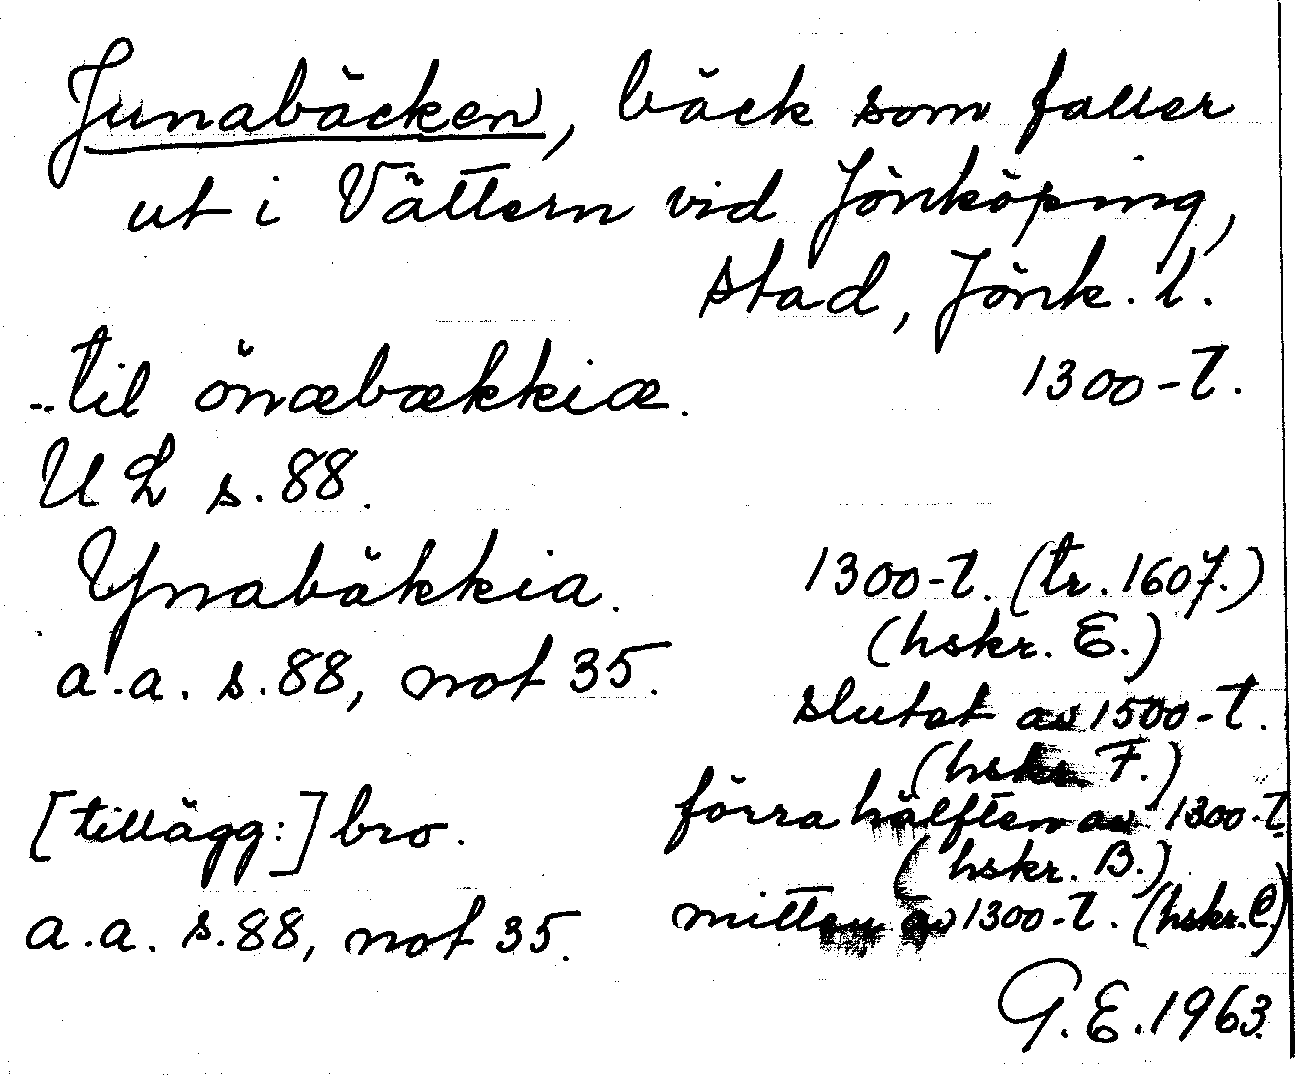 Junabäcken, bäck som faller
ut i Vättern vid Jönköping,
stad, Jönk. l.
..til önæbækkiæ. 1300-t.
UL s. 88.
Ynabäkkia. 1300-t. (tr. 1607.)
(hskr. E.)
a.a. s. 88, not 35.
slutet av 1500-t.
(hskr. F.)
[tillägg:] bro. förra hälften av 1300-t.
(hskr. B.)
a.a. s. 88, not 35. mitten av 1300-t. (hskr. C.)
G. E. 1963.